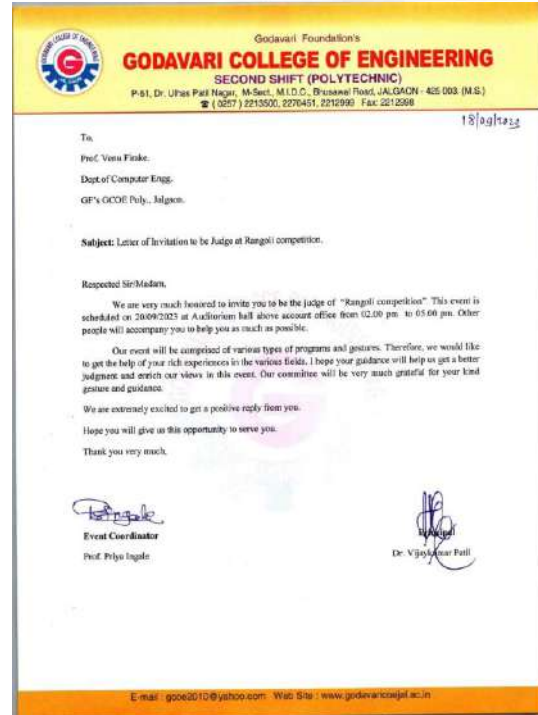 Godavari Foundation's
GODAVARI COLLEGE OF ENGINEERING
SECOND SHIFT (POLYTECHNIC)
P-51, Dr. Ulhas Patil Nagar, M-Sect., M.I.D.C., Bhusawal Road, JALGAON - 425 003. (M.S.)
☎ ( 0257 ) 2213500, 2270451, 2212999 Fax: 2212998
18/09/2023
To,
Prof. Venu Firake.
Dept of Computer Engg.
GF's GCOE Poly., Jalgaon.
Subject: Letter of Invitation to be Judge at Rangoli competition.
Respected Sir/Madam,
We are very much honored to invite you to be the judge of "Rangoli competition" This event is
scheduled on 20/09/2023 at Auditorium hall above account office from 02.00 pm to 05.00 pm. Other
people will accompany you to help you as much as possible.
Our event will be comprised of various types of programs and gestures. Therefore, we would like
to get the help of your rich experiences in the various fields. I hope your guidance will help us get a better
judgment and enrich our views in this event. Our committee will be very much grateful for your kind
gesture and guidance.
We are extremely excited to get a positive reply from you.
Hope you will give us this opportunity to serve you.
Thank you very much.
Event Coordinator
Principal
Prof. Priya Ingale
Dr. Vijaykumar Patil
E-mail : gcoe2010@yahoo.com Web Site : www.godavaricoejal.ac.in